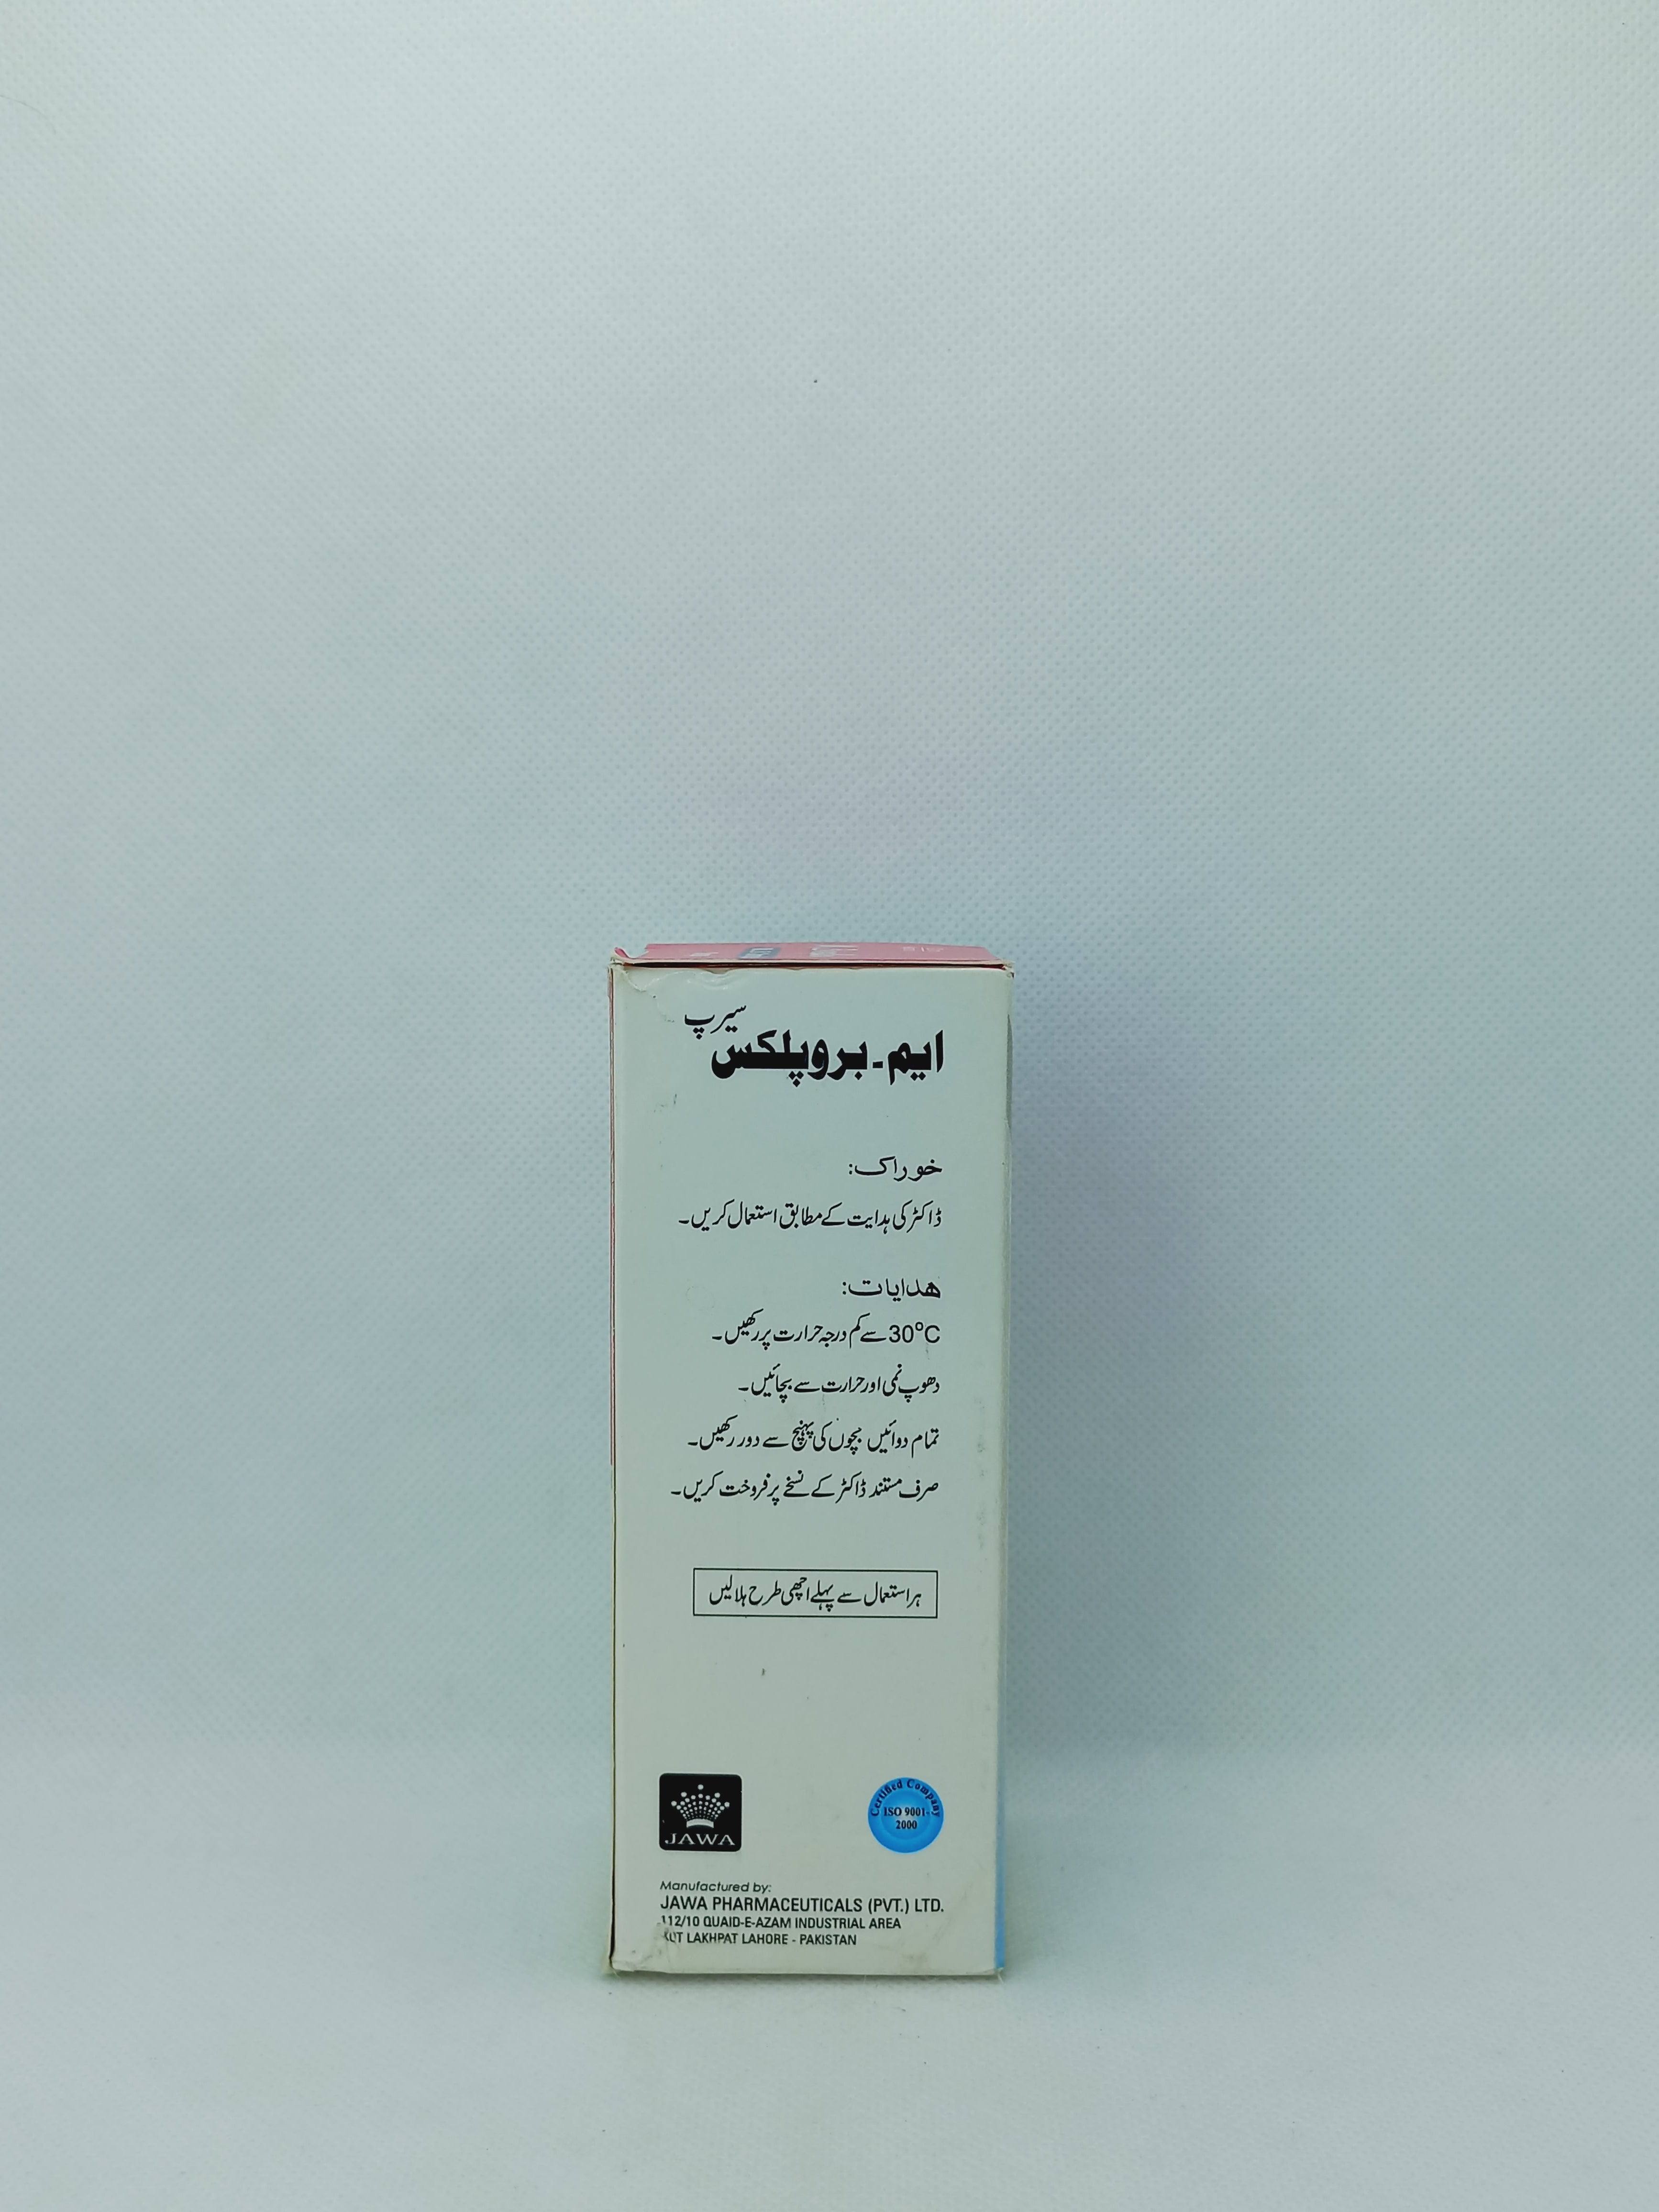 سیرپ
ایم۔بروپلکس
خوراک:
ڈاکٹر کی ہدایت کے مطابق استعمال کریں۔
ھدایات:
30°C سے کم درجہ حرارت پر رکھیں۔
دھوپ نمی اور حرارت سے بچائیں۔
تمام دوائیں بچوں کی پہنچ سے دور رکھیں۔
صرف مستند ڈاکٹر کے نسخے پر فروخت کریں۔
ہر استعمال سے پہلے اچھی طرح ہلالیں
JAWA
Certified Company
ISO 9001-
2000
Manufactured by:
JAWA PHARMACEUTICALS (PVT.) LTD.
112/10 QUAID-E-AZAM INDUSTRIAL AREA
KOT LAKHPAT LAHORE - PAKISTAN